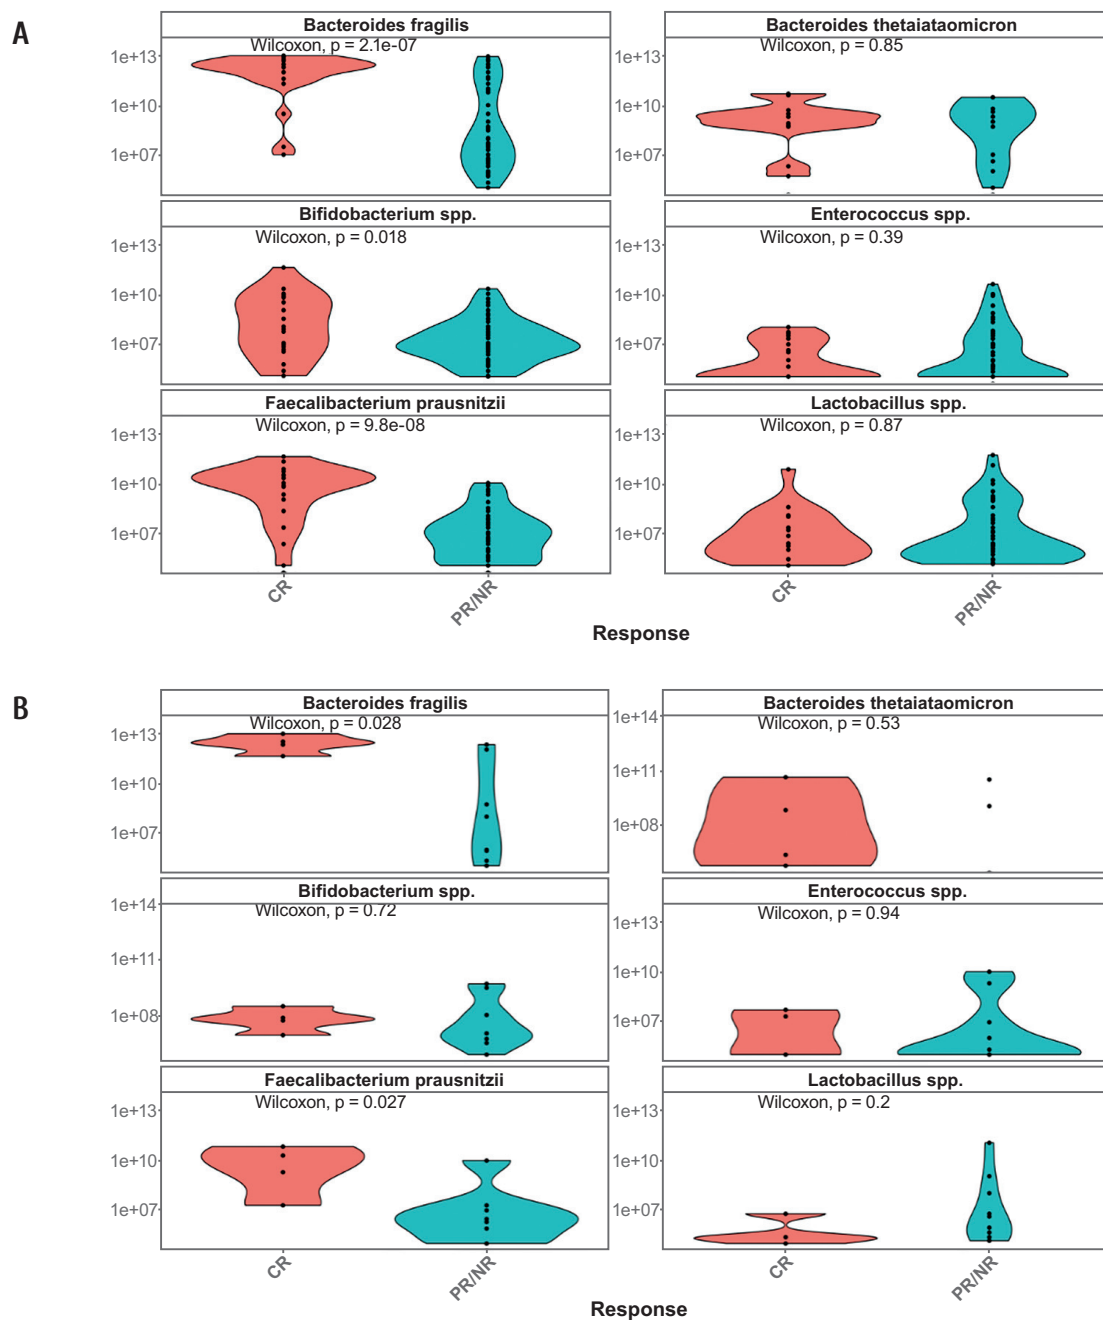 A
Bacteroides fragilis
Wilcoxon, p = 2.1e-07
1e+13
1e+10
1e+07
Bacteroides thetaiataomicron
Wilcoxon, p = 0.85
1e+13
1e+10
1e+07
Bifidobacterium spp.
Wilcoxon, p = 0.018
1e+13
1e+10
1e+07
Enterococcus spp.
Wilcoxon, p = 0.39
1e+13
1e+10
1e+07
Faecalibacterium prausnitzii
Wilcoxon, p = 9.8e-08
1e+13
1e+10
1e+07
CR
PR/NR
Lactobacillus spp.
Wilcoxon, p = 0.87
1e+13
1e+10
1e+07
CR
PR/NR
Response
B
Bacteroides fragilis
Wilcoxon, p = 0.028
1e+13
1e+10
1e+07
Bacteroides thetaiataomicron
Wilcoxon, p = 0.53
1e+14
1e+11
1e+08
Bifidobacterium spp.
Wilcoxon, p = 0.72
1e+14
1e+11
1e+08
Enterococcus spp.
Wilcoxon, p = 0.94
1e+13
1e+10
1e+07
Faecalibacterium prausnitzii
Wilcoxon, p = 0.027
1e+13
1e+10
1e+07
CR
PR/NR
Lactobacillus spp.
Wilcoxon, p = 0.2
1e+13
1e+10
1e+07
CR
PR/NR
Response